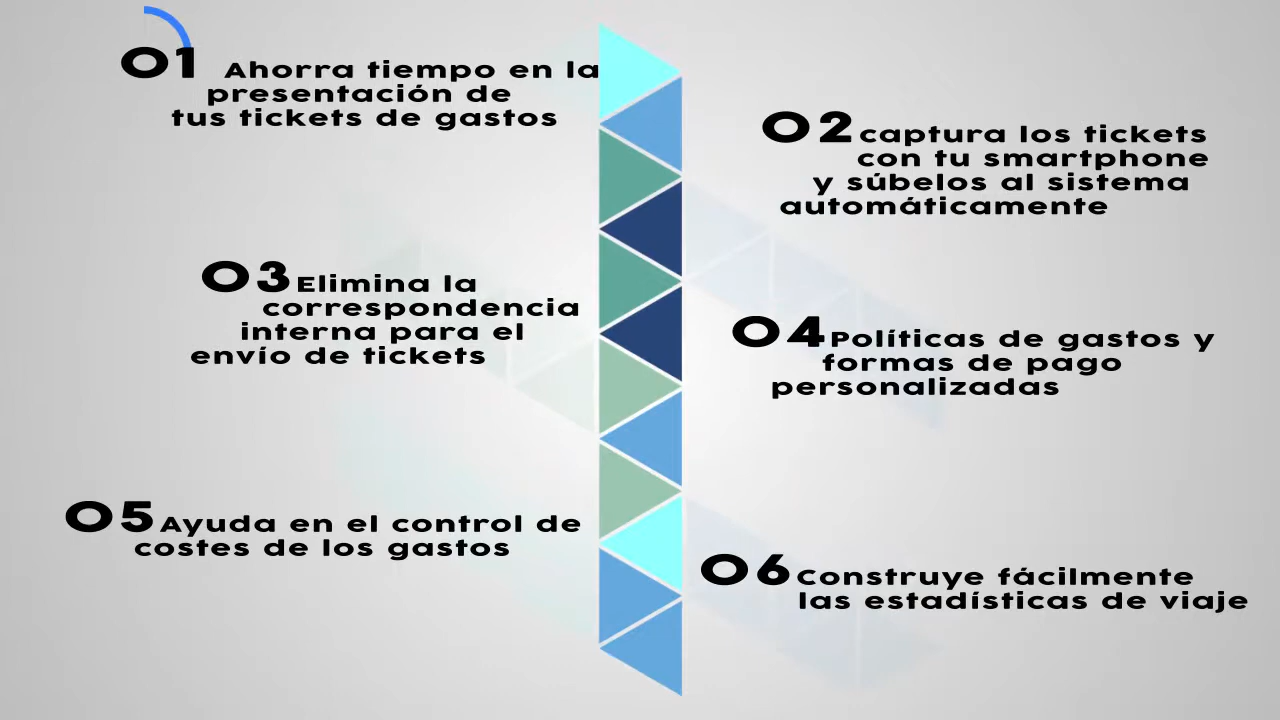 01 Ahorra tiempo en la
presentación de
tus tickets de gastos
02 captura los tickets
con tu smartphone
y súbelos al sistema
automáticamente
03 Elimina la
correspondencia
interna para el
envío de tickets
04 Políticas de gastos y
formas de pago
personalizadas
05 Ayuda en el control de
costes de los gastos
06 Construye fácilmente
las estadísticas de viaje